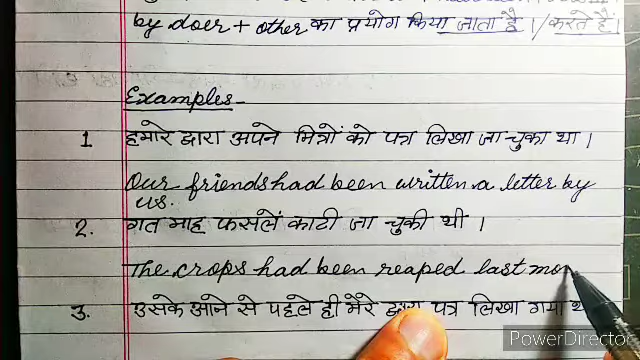 by doer + other का प्रयोग किया जाता है / करते हैं।
Examples -
1 हमारे द्वारा अपने मित्रों को पत्र लिखा जा चुका था।
Our friends had been written a letter by
us.
2. गत माह फसलें काटी जा चुकी थी ।
The crops had been reaped last mon
3. उसके आने से पहले ही मेरे द्वारा पत्र लिखा गया थ
PowerDirector